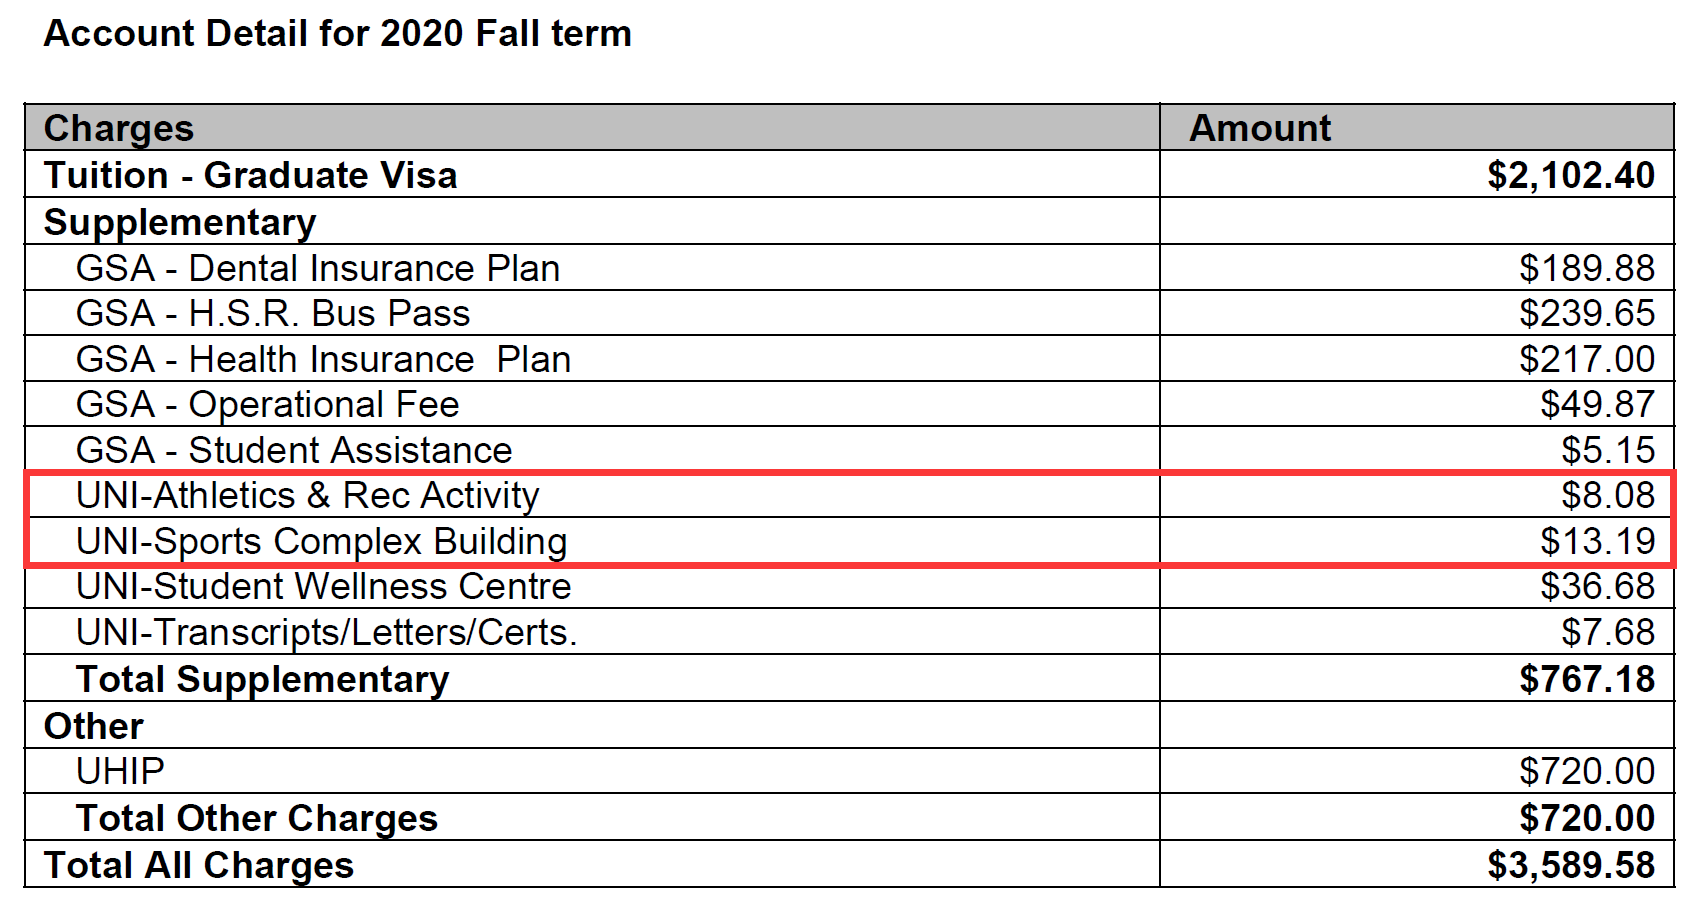 Account Detail for 2020 Fall term
Charges Amount
Tuition - Graduate Visa $2,102.40
Supplementary
GSA - Dental Insurance Plan $189.88
GSA - H.S.R. Bus Pass $239.65
GSA - Health Insurance  Plan $217.00
GSA - Operational Fee $49.87
GSA - Student Assistance $5.15
UNI-Athletics & Rec Activity $8.08
UNI-Sports Complex Building $13.19
UNI-Student Wellness Centre $36.68
UNI-Transcripts/Letters/Certs. $7.68
Total Supplementary $767.18
Other
UHIP $720.00
Total Other Charges $720.00
Total All Charges $3,589.58